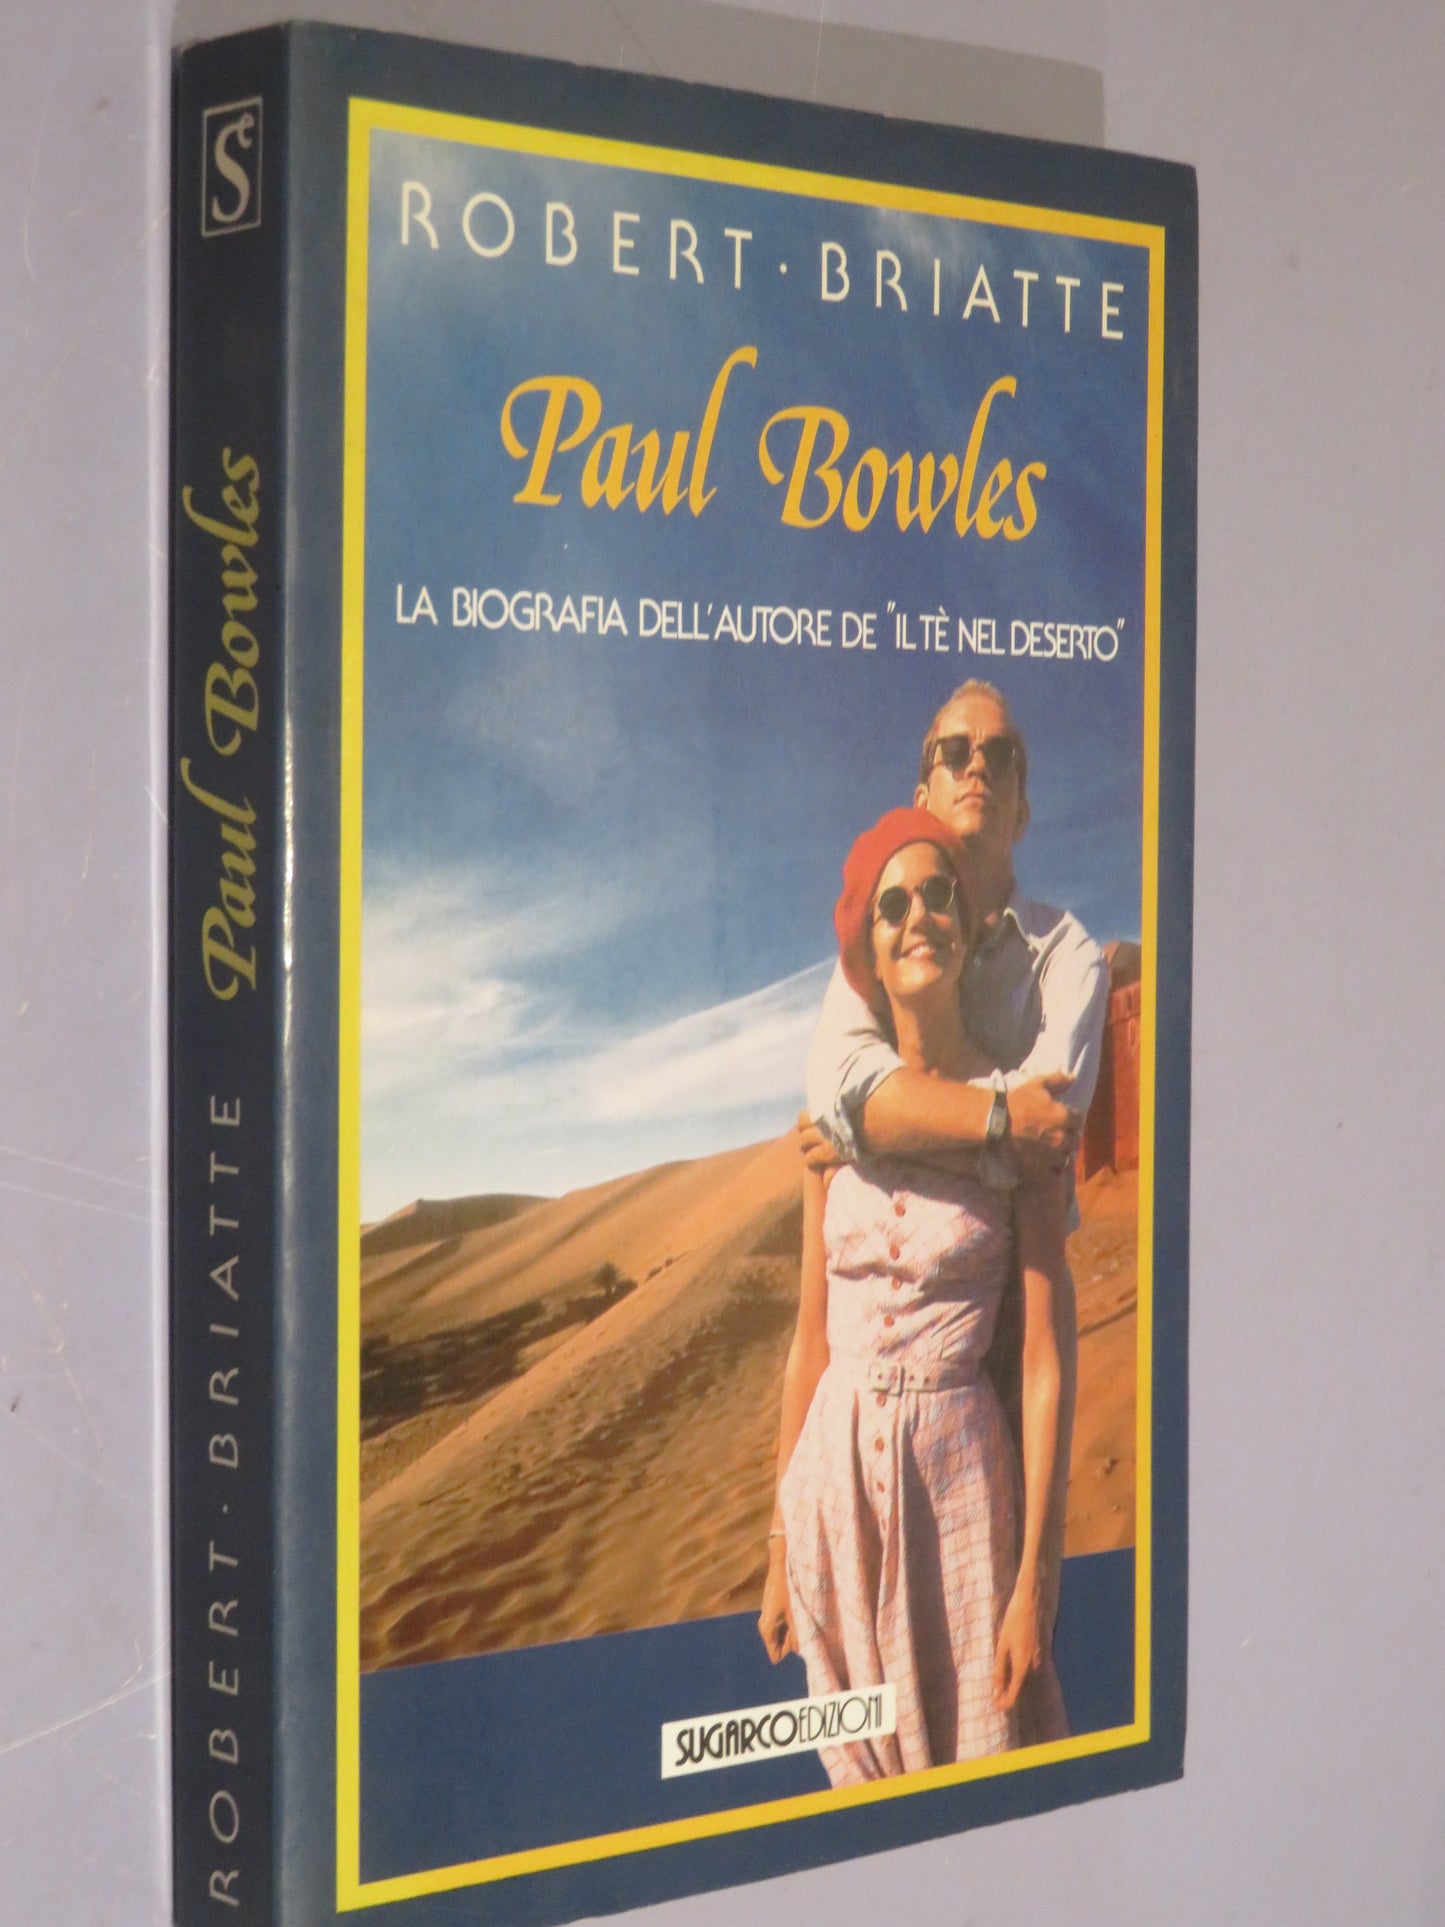 ROBERT · BRIATTE
Paul Bowles
LA BIOGRAFIA DELL'AUTORE DE "IL TÈ NEL DESERTO"
SUGARCOEDIZIONI
S
ROBERT · BRIATTE Paul Bowles